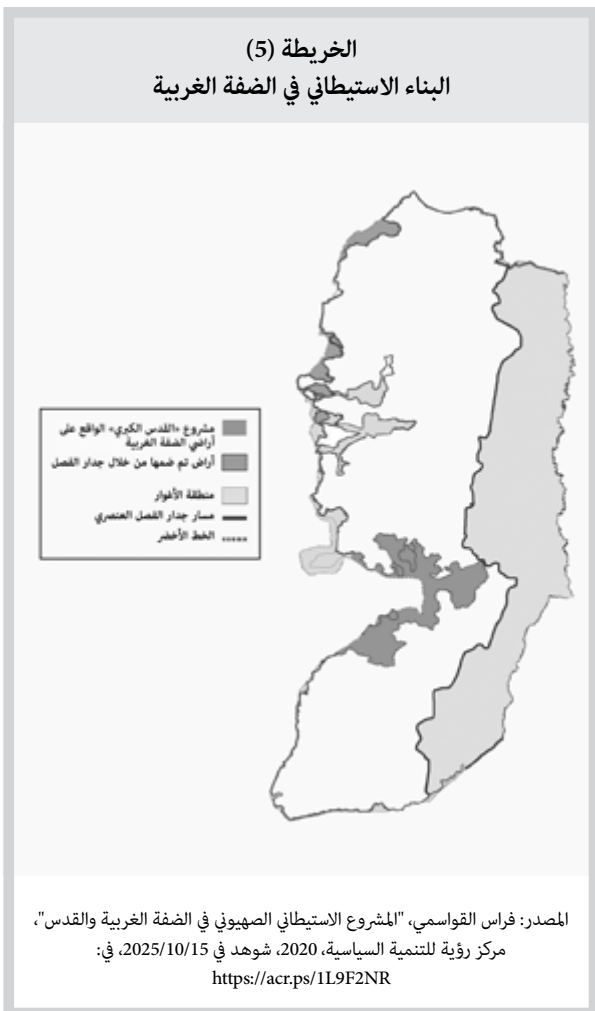 الخريطة (5)
البناء الاستيطاني في الضفة الغربية
مشروع «القدس الكبرى» الواقع على
أراضي الضفة الغربية
أراض تم ضمها من خلال جدار الفصل
منطقة الأغوار
مسار جدار الفصل العنصري
الخط الأخضر
المصدر: فراس القواسمي، "المشروع الاستيطاني الصهيوني في الضفة الغربية والقدس"،
مركز رؤية للتنمية السياسية، 2020، شوهد في 2025/10/15، في:
https://acr.ps/1L9F2NR